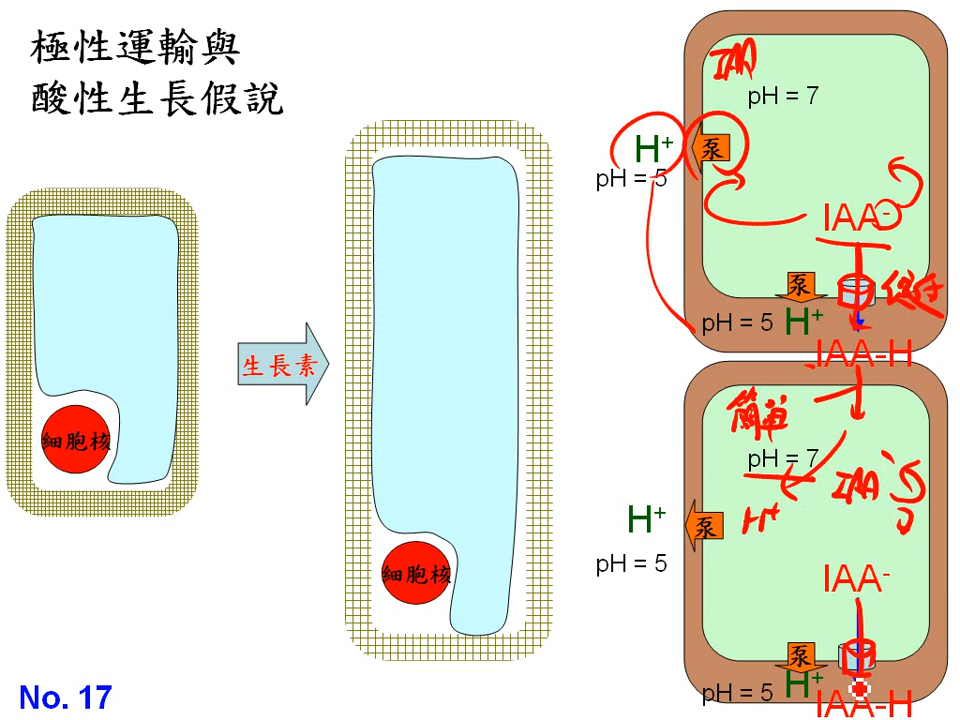 極性運輸與
酸性生長假說
細胞核
生長素
細胞核
No. 17
IAA
pH = 7
H⁺
泵
pH = 5
IAA⁻
泵
pH = 5
H⁺
IAA-H
pH = 7
H⁺
IAA⁻
H⁺
泵
pH = 5
IAA⁻
泵
pH = 5
H⁺
IAA-H